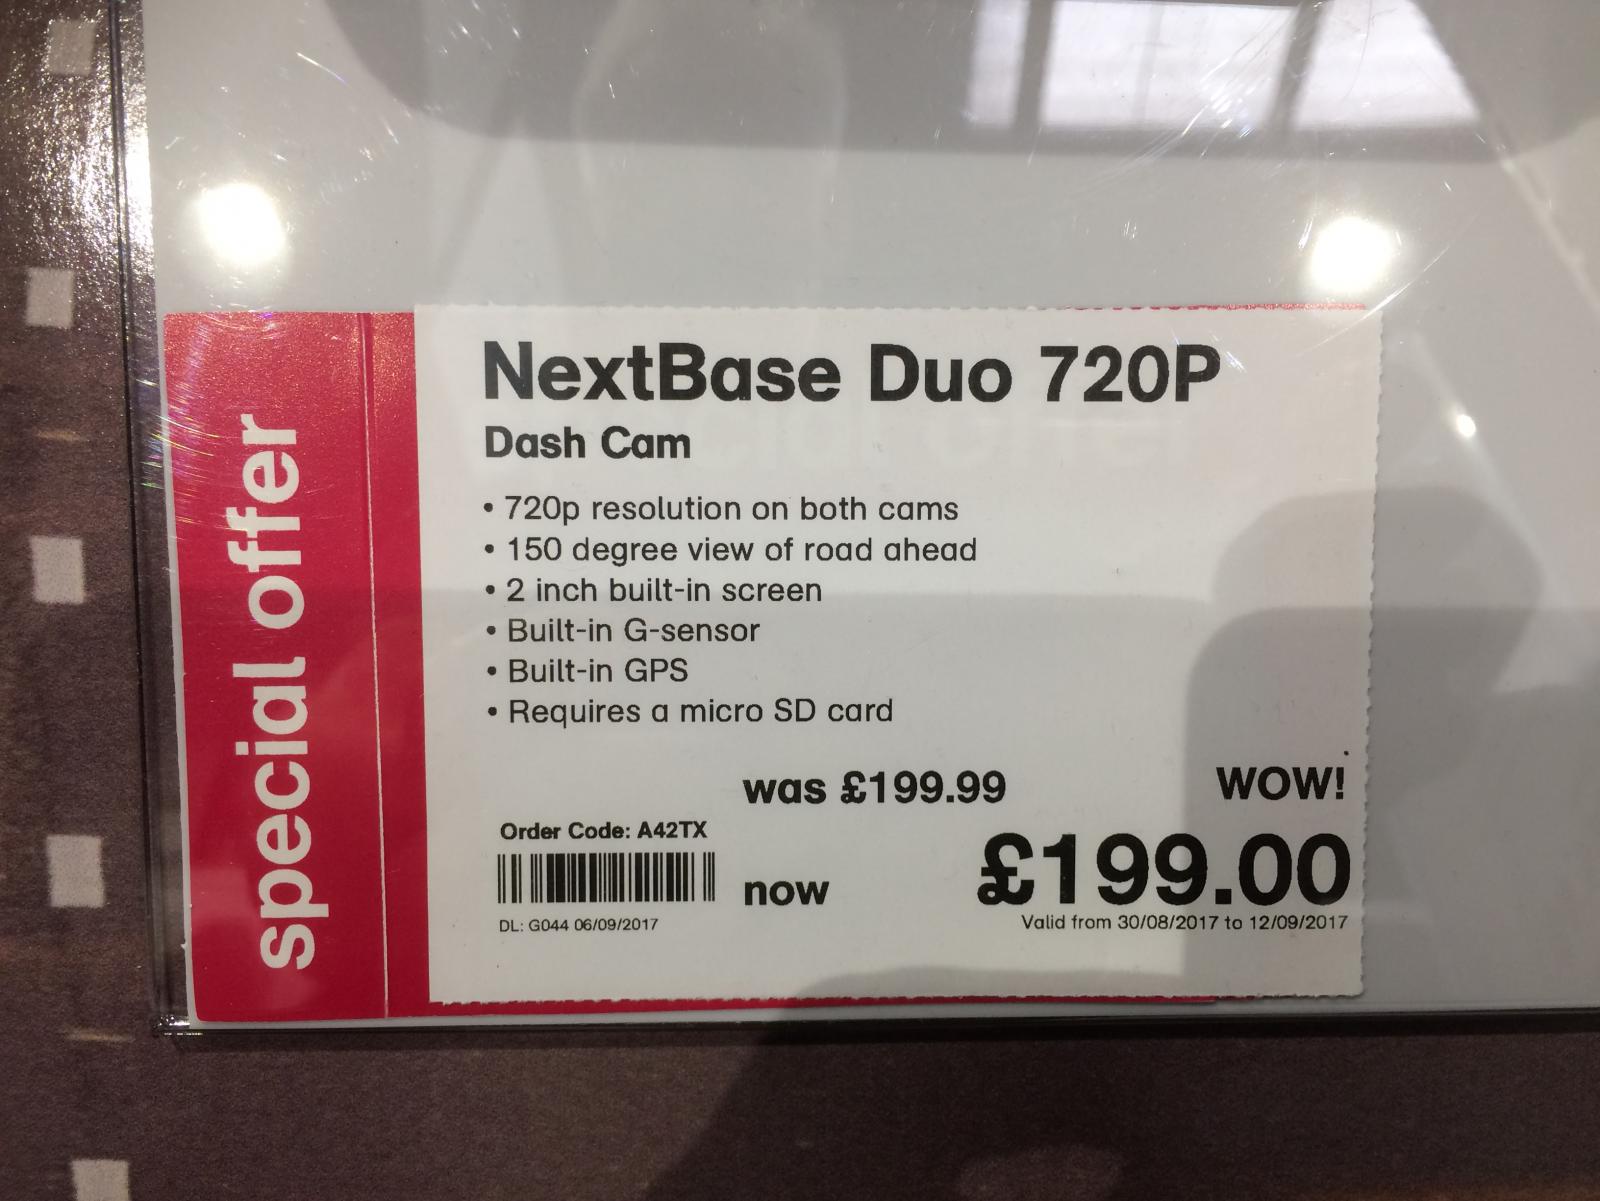 special offer
NextBase Duo 720P
Dash Cam
• 720p resolution on both cams
• 150 degree view of road ahead
• 2 inch built-in screen
• Built-in G-sensor
• Built-in GPS
• Requires a micro SD card
was £199.99
WOW!
Order Code: A42TX
now
£199.00
DL: G044 06/09/2017
Valid from 30/08/2017 to 12/09/2017